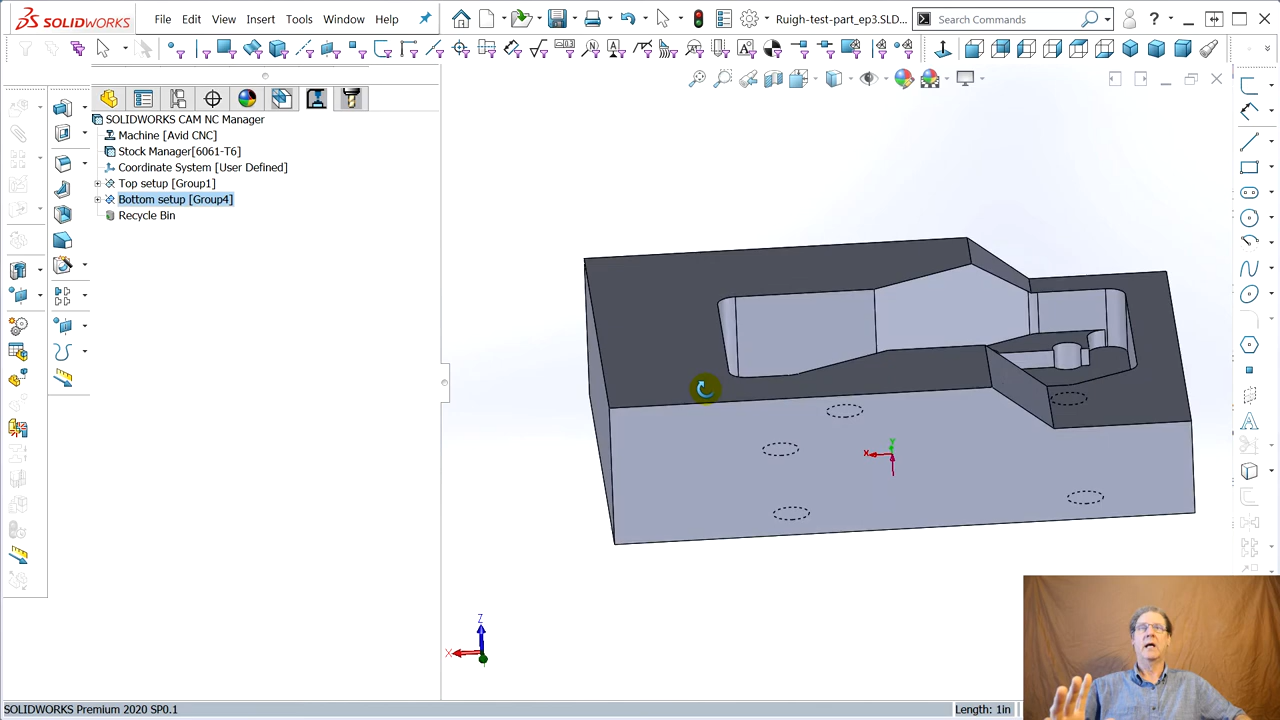 SOLIDWORKS
File
Edit
View
Insert
Tools
Window
Help
Ruigh-test-part_ep3.SLD...
Search Commands
SOLIDWORKS CAM NC Manager
Machine [Avid CNC]
Stock Manager[6061-T6]
Coordinate System [User Defined]
Top setup [Group1]
Bottom setup [Group4]
Recycle Bin
Y
X
Z
X
SOLIDWORKS Premium 2020 SP0.1
Length: 1in